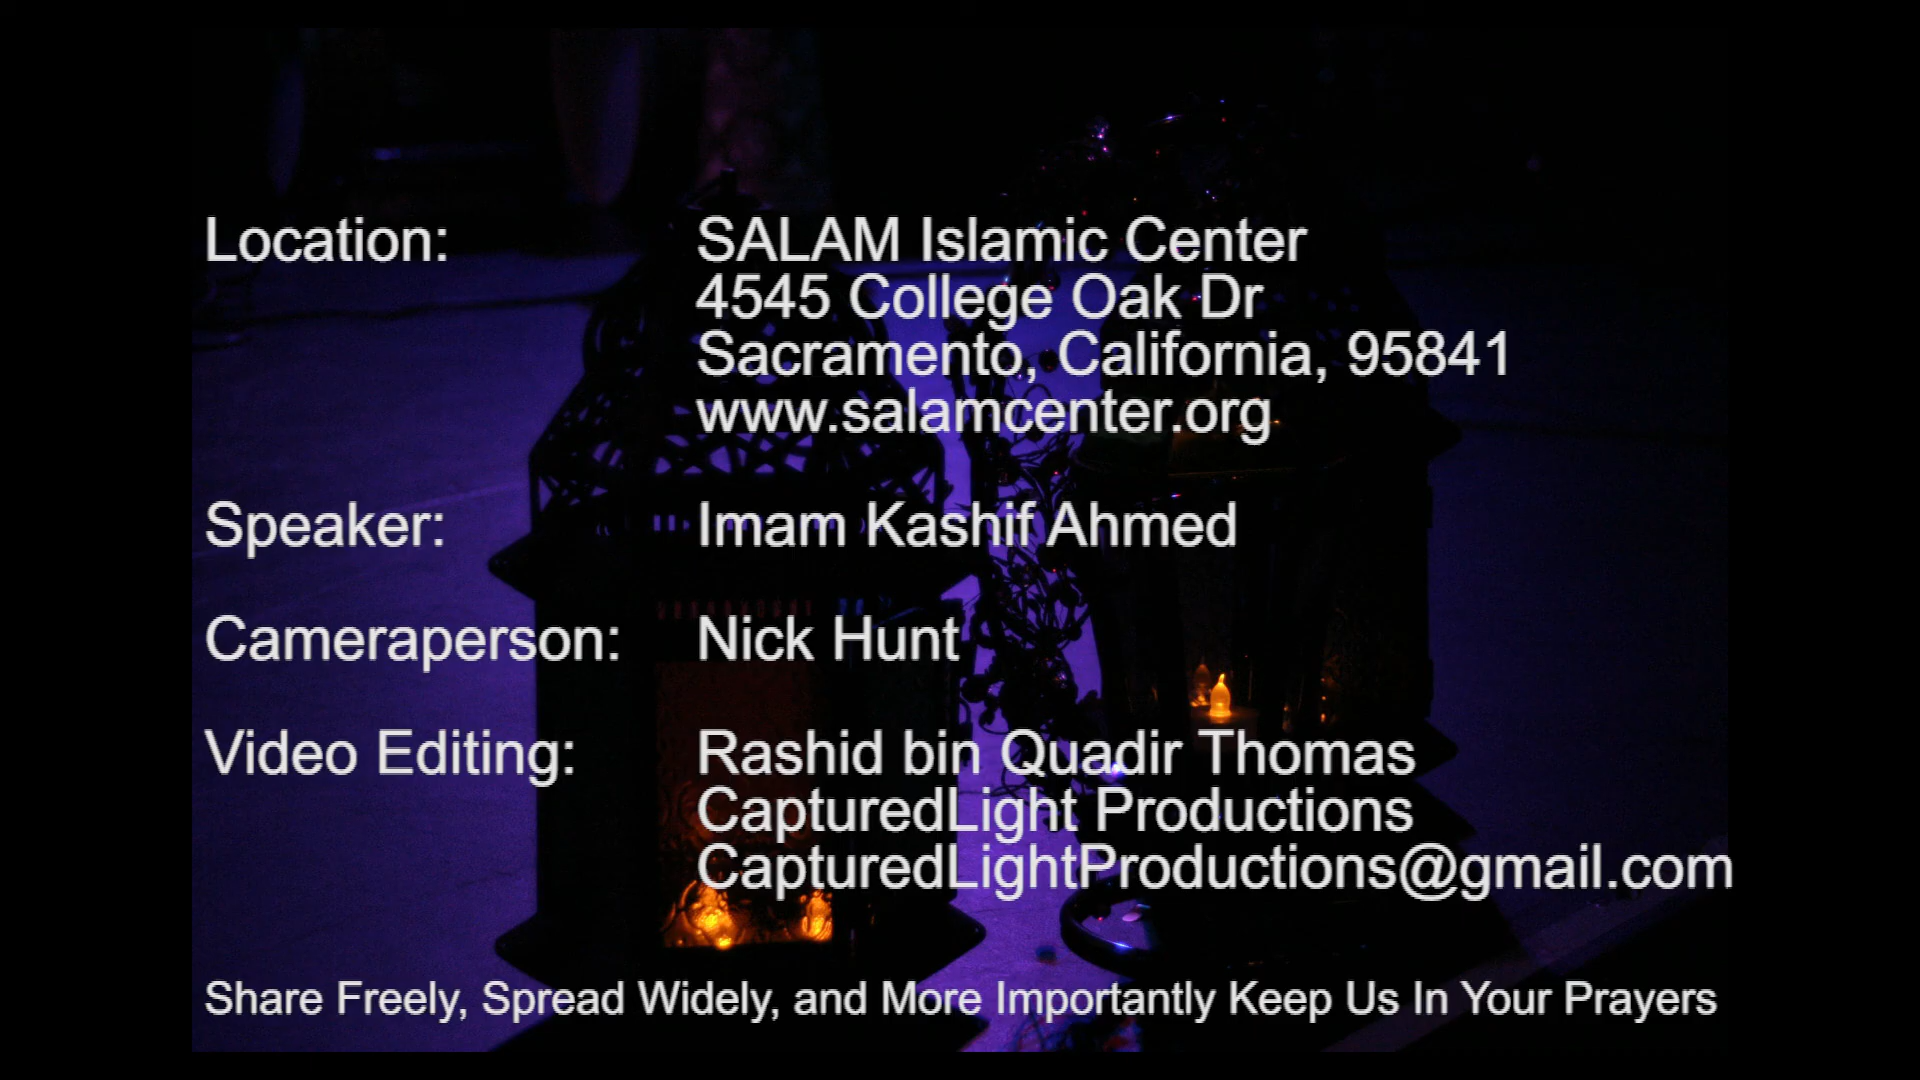 Location: SALAM Islamic Center
4545 College Oak Dr
Sacramento, California, 95841
www.salamcenter.org
Speaker: Imam Kashif Ahmed
Cameraperson: Nick Hunt
Video Editing: Rashid bin Quadir Thomas
CapturedLight Productions
CapturedLightProductions@gmail.com
Share Freely, Spread Widely, and More Importantly Keep Us In Your Prayers